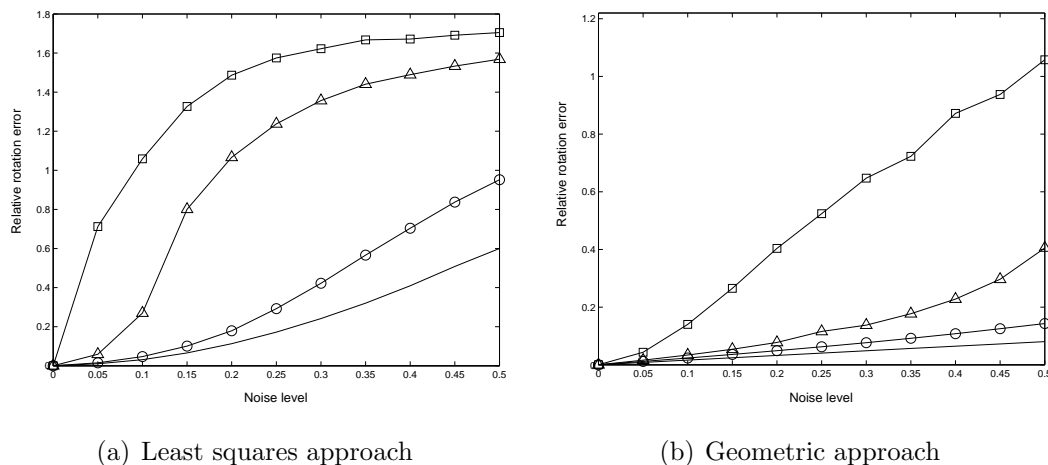 1.8
1.6
1.4
1.2
1
0.8
0.6
0.4
0.2
0
Relative rotation error
0 0.05 0.1 0.15 0.2 0.25 0.3 0.35 0.4 0.45 0.5
Noise level
(a) Least squares approach
1.2
1
0.8
0.6
0.4
0.2
0
Relative rotation error
0 0.05 0.1 0.15 0.2 0.25 0.3 0.35 0.4 0.45 0.5
Noise level
(b) Geometric approach